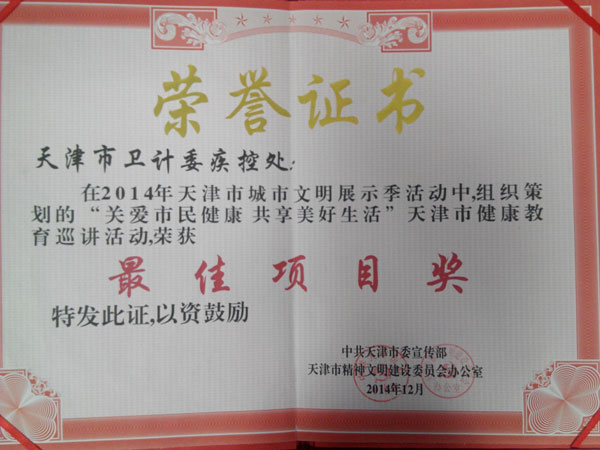 荣誉证书
天津市卫计委疾控处:
在2014年天津市城市文明展示季活动中,组织策
划的“关爱市民健康 共享美好生活”天津市健康教
育巡讲活动,荣获
最佳项目奖
特发此证,以资鼓励
中共天津市委宣传部
天津市精神文明建设委员会办公室
2014年12月